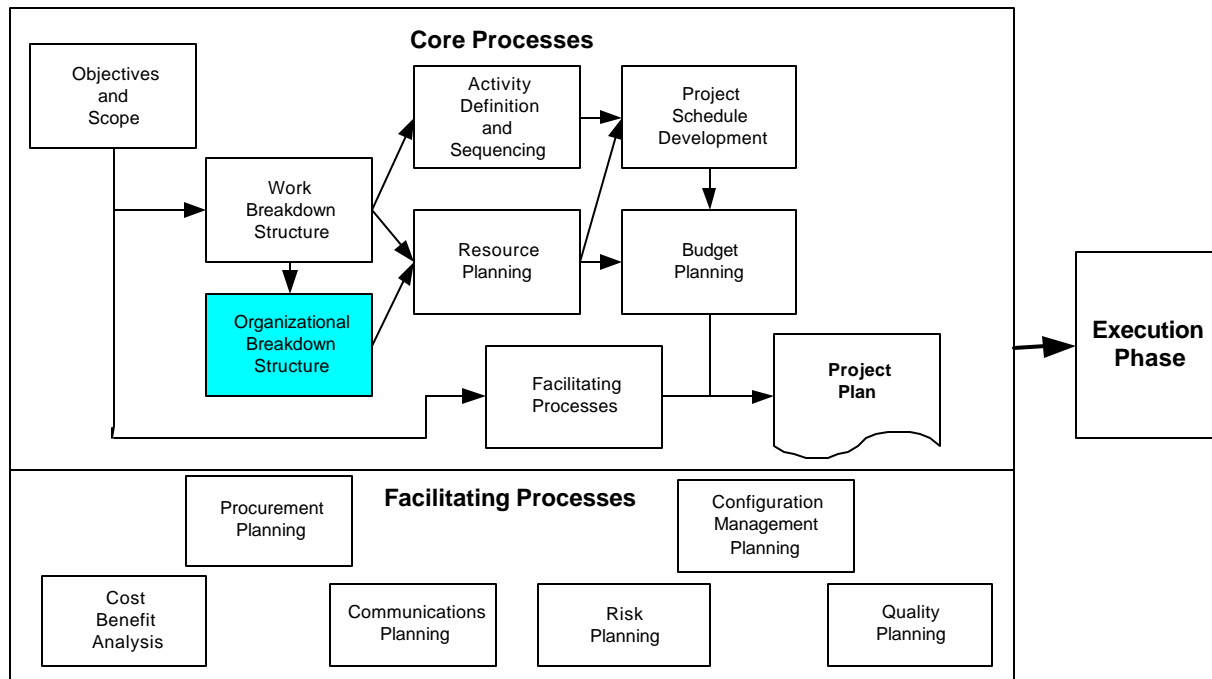 Core Processes
Objectives
and
Scope
Activity
Definition
and
Sequencing
Project
Schedule
Development
Work
Breakdown
Structure
Resource
Planning
Budget
Planning
Organizational
Breakdown
Structure
Facilitating
Processes
Project
Plan
Execution
Phase
Facilitating Processes
Procurement
Planning
Configuration
Management
Planning
Cost
Benefit
Analysis
Communications
Planning
Risk
Planning
Quality
Planning